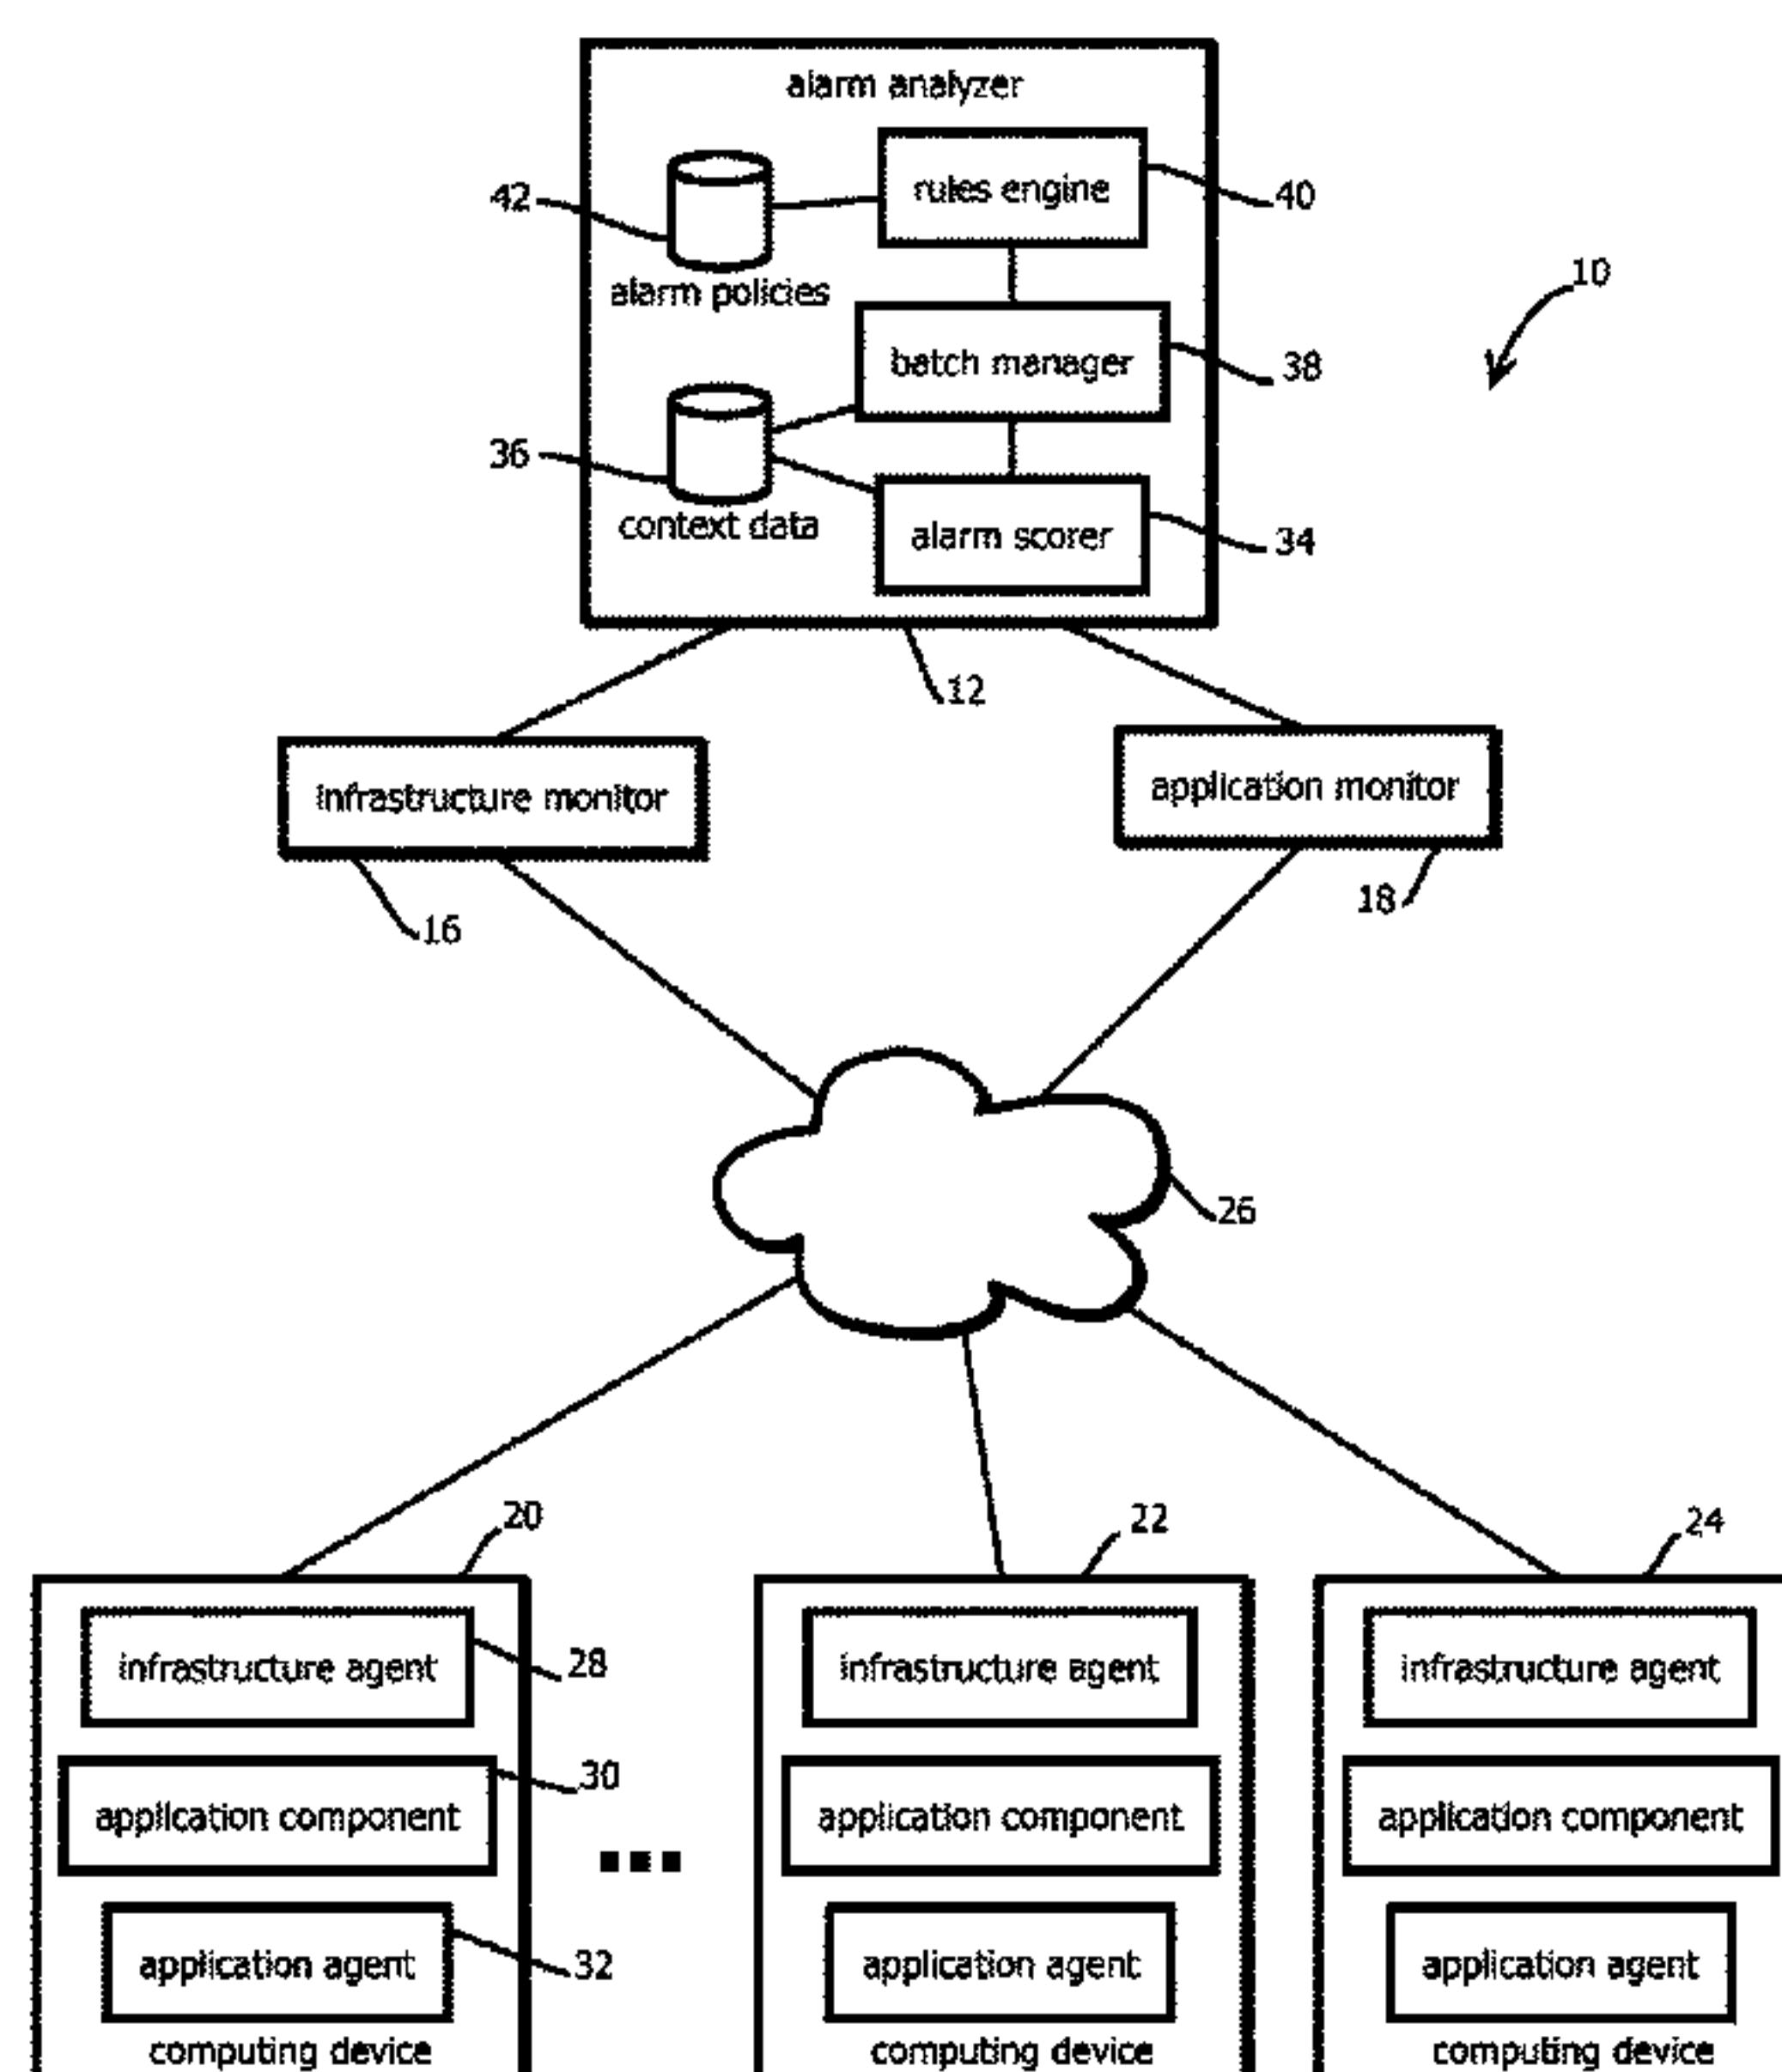 alarm analyzer
rules engine
42
40
alarm policies
10
batch manager
38
36
context data
alarm scorer
34
12
infrastructure monitor
application monitor
16
18
26
20
22
24
infrastructure agent
28
infrastructure agent
infrastructure agent
30
application component
application component
application component
application agent
32
application agent
application agent
computing device
computing device
computing device